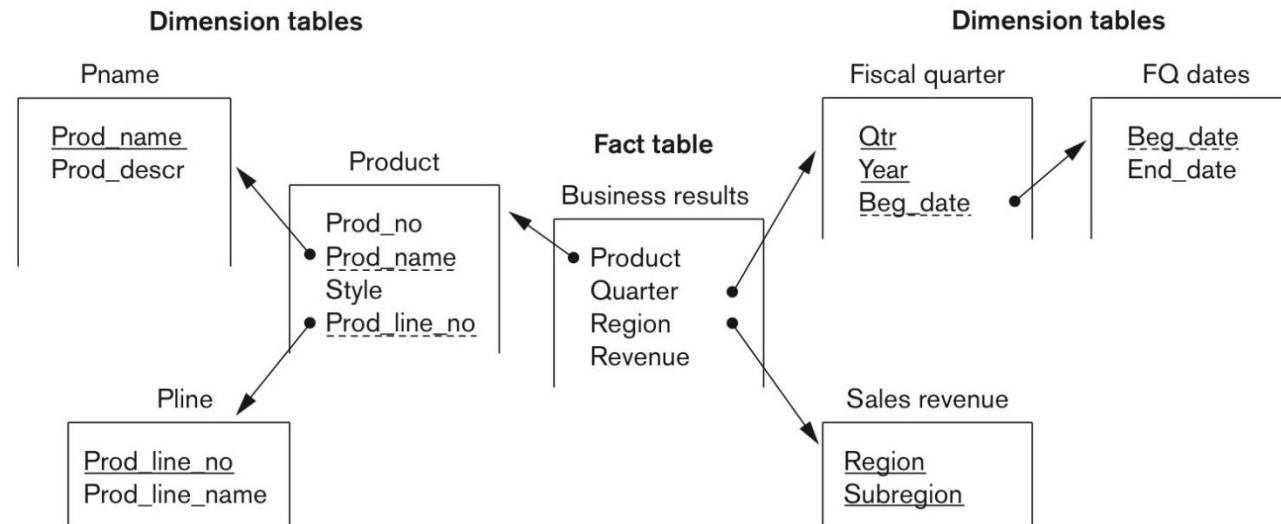 Dimension tables
Pname
Prod_name
Prod_descr
Product
Prod_no
Prod_name
Style
Prod_line_no
Pline
Prod_line_no
Prod_line_name
Fact table
Business results
Product
Quarter
Region
Revenue
Dimension tables
Fiscal quarter
Qtr
Year
Beg_date
FQ dates
Beg_date
End_date
Sales revenue
Region
Subregion